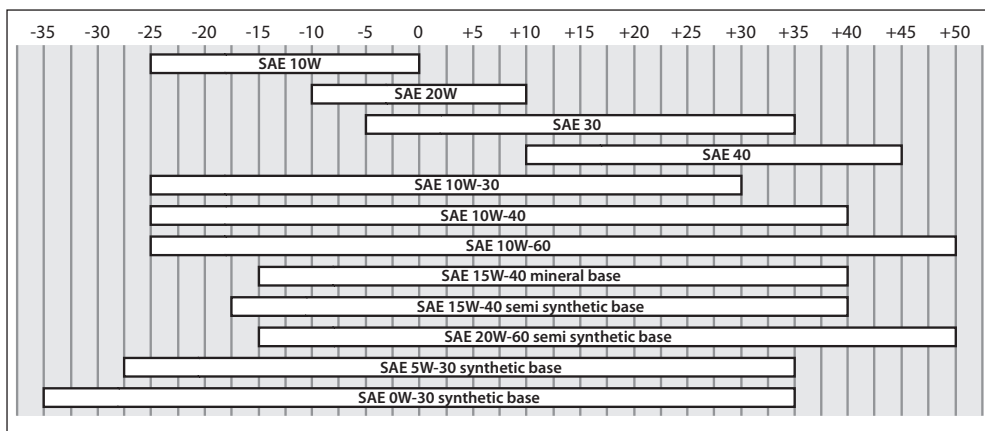 -35 -30 -25 -20 -15 -10 -5 0 +5 +10 +15 +20 +25 +30 +35 +40 +45 +50
SAE 10W
SAE 20W
SAE 30
SAE 40
SAE 10W-30
SAE 10W-40
SAE 10W-60
SAE 15W-40 mineral base
SAE 15W-40 semi synthetic base
SAE 20W-60 semi synthetic base
SAE 5W-30 synthetic base
SAE 0W-30 synthetic base